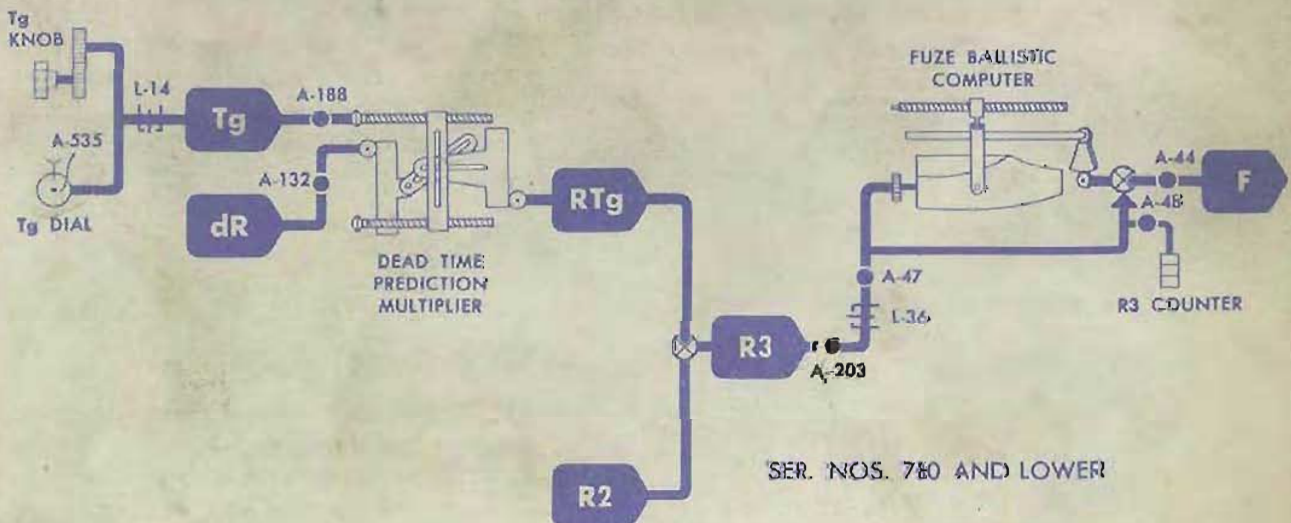 Tg
KNOB
L-14
Tg
A-188
A-535
A-132
Tg DIAL
dR
DEAD TIME
PREDICTION
MULTIPLIER
RTg
R2
R3
A-203
L-36
A-47
FUZE BALLISTIC
COMPUTER
A-44
F
A-48
R3 COUNTER
SER. NOS. 780 AND LOWER